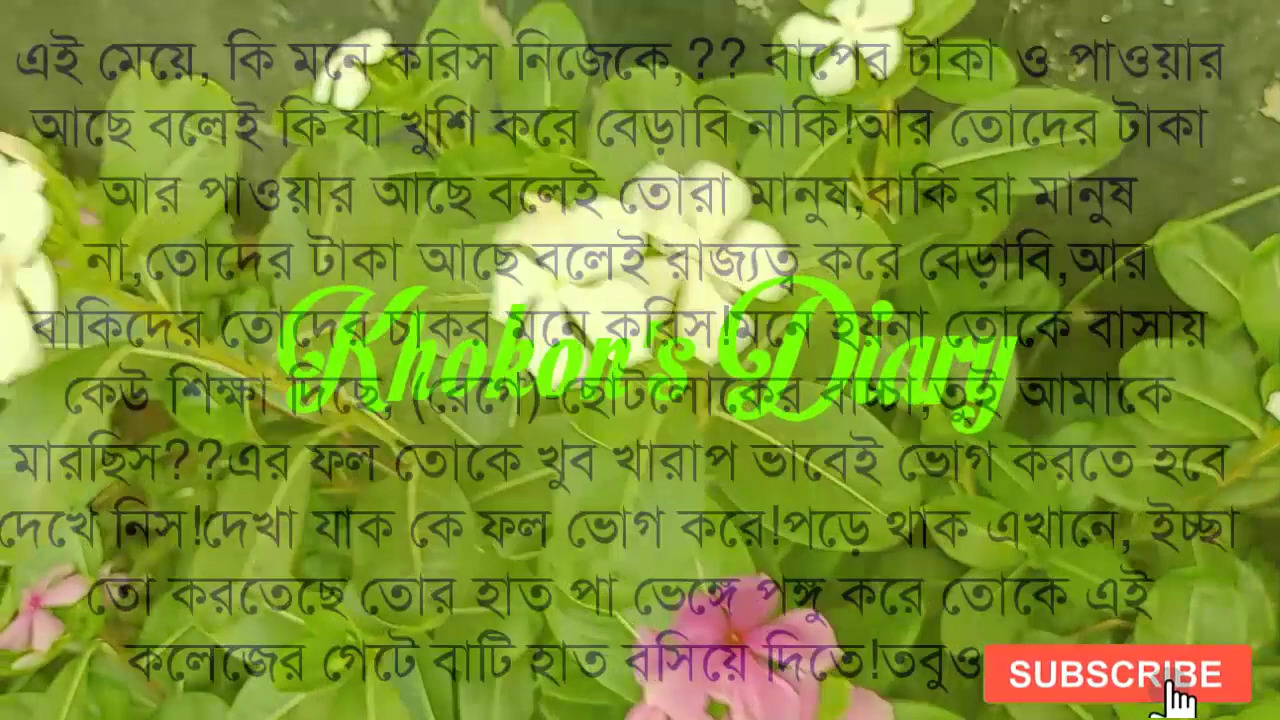 এই মেয়ে, কি মনে করিস নিজেকে,?? বাপের টাকা ও পাওয়ার
আছে বলেই কি যা খুশি করে বেড়াবি নাকি!আর তোদের টাকা
আর পাওয়ার আছে বলেই তোরা মানুষ,বাকি রা মানুষ
না,তোদের টাকা আছে বলেই রাজ্যত্ব করে বেড়াবি,আর
বাকিদের তোদের চাকর মনে করিস!মনে হয়না তোকে বাসায়
Khokon's Diary
কেউ শিক্ষা দিছে, (রেগে) ছোটলোকের বাচ্চা,তুই আমাকে
মারছিস??এর ফল তোকে খুব খারাপ ভাবেই ভোগ করতে হবে
দেখে নিস!দেখা যাক কে ফল ভোগ করে!পড়ে থাক এখানে, ইচ্ছা
তো করতেছে তোর হাত পা ভেঙ্গে পঙ্গু করে তোকে এই
কলেজের গেটে বাটি হাত বসিয়ে দিতে!তবুও
SUBSCRIBE